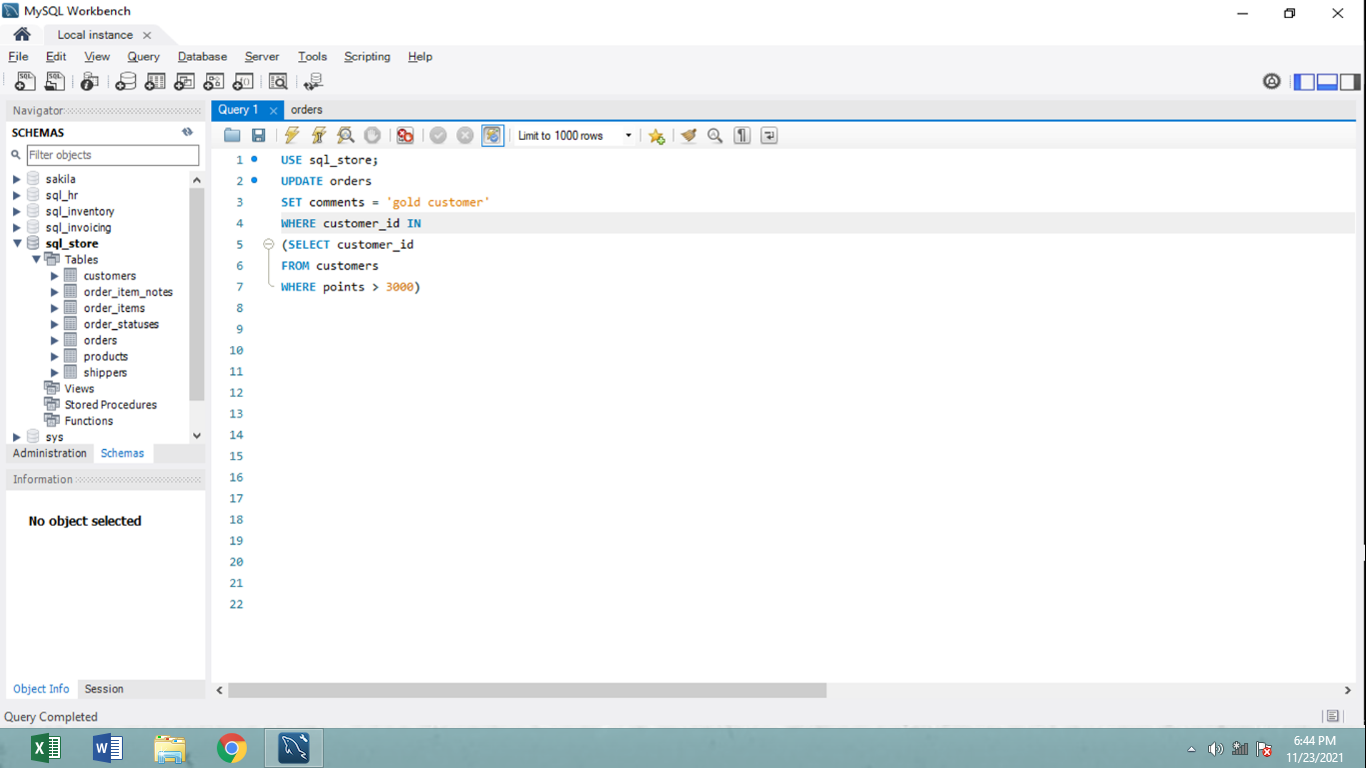 MySQL Workbench
Local instance
File Edit View Query Database Server Tools Scripting Help
Navigator
SCHEMAS
Filter objects
sakila
sql_hr
sql_inventory
sql_invoicing
sql_store
Tables
customers
order_item_notes
order_items
order_statuses
orders
products
shippers
Views
Stored Procedures
Functions
sys
Administration Schemas
Information
No object selected
Object Info Session
Query 1 orders
Limit to 1000 rows
1 USE sql_store;
2 UPDATE orders
3 SET comments = 'gold customer'
4 WHERE customer_id IN
5 (SELECT customer_id
6 FROM customers
7 WHERE points > 3000)
8
9
10
11
12
13
14
15
16
17
18
19
20
21
22
Query Completed
6:44 PM
11/23/2021